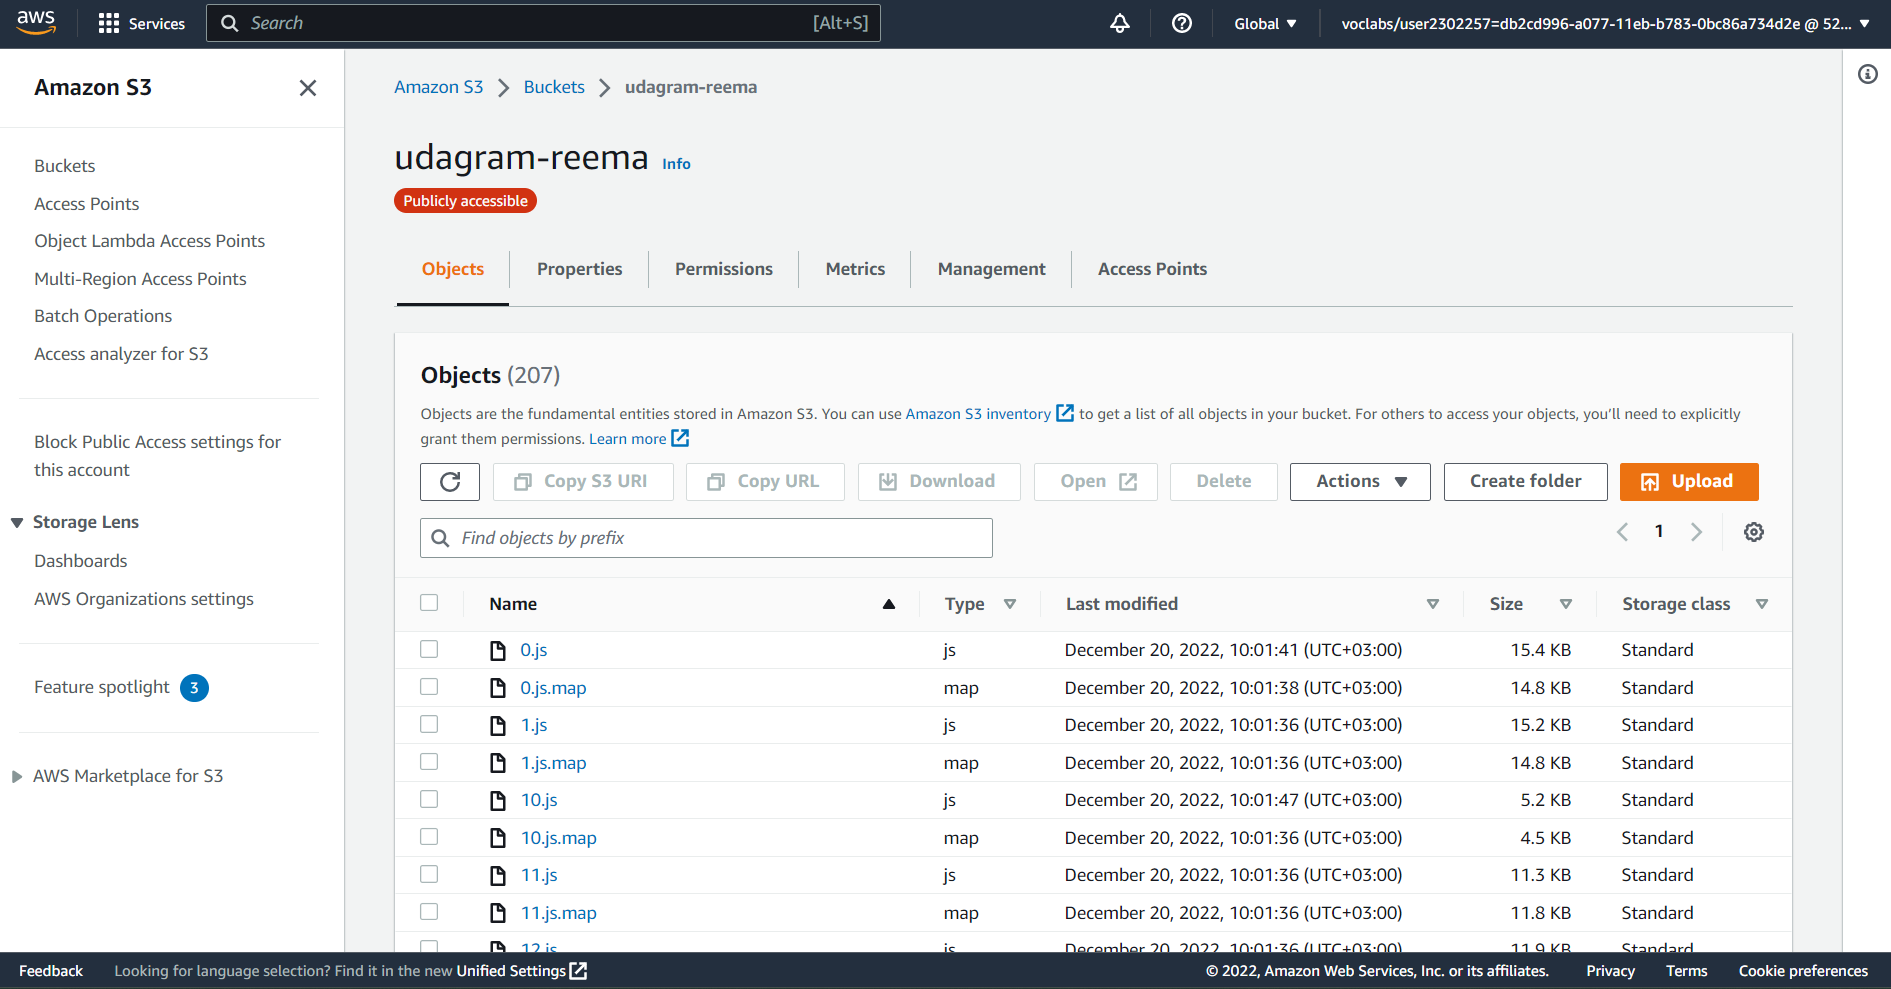 aws
Services
Search [Alt+S]
Global
voclabs/user2302257=db2cd996-a077-11eb-b783-0bc86a734d2e @ 52...
Amazon S3
Buckets
Access Points
Object Lambda Access Points
Multi-Region Access Points
Batch Operations
Access analyzer for S3
Block Public Access settings for
this account
Storage Lens
Dashboards
AWS Organizations settings
Feature spotlight 3
AWS Marketplace for S3
Amazon S3 Buckets udagram-reema
udagram-reema Info
Publicly accessible
Objects Properties Permissions Metrics Management Access Points
Objects (207)
Objects are the fundamental entities stored in Amazon S3. You can use Amazon S3 inventory to get a list of all objects in your bucket. For others to access your objects, you’ll need to explicitly
grant them permissions. Learn more
Copy S3 URI Copy URL Download Open Delete Actions Create folder Upload
Find objects by prefix
1
Name Type Last modified Size Storage class
0.js js December 20, 2022, 10:01:41 (UTC+03:00) 15.4 KB Standard
0.js.map map December 20, 2022, 10:01:38 (UTC+03:00) 14.8 KB Standard
1.js js December 20, 2022, 10:01:36 (UTC+03:00) 15.2 KB Standard
1.js.map map December 20, 2022, 10:01:36 (UTC+03:00) 14.8 KB Standard
10.js js December 20, 2022, 10:01:47 (UTC+03:00) 5.2 KB Standard
10.js.map map December 20, 2022, 10:01:36 (UTC+03:00) 4.5 KB Standard
11.js js December 20, 2022, 10:01:36 (UTC+03:00) 11.3 KB Standard
11.js.map map December 20, 2022, 10:01:36 (UTC+03:00) 11.8 KB Standard
12.js js December 20, 2022, 10:01:36 (UTC+03:00) 11.9 KB Standard
Feedback Looking for language selection? Find it in the new Unified Settings
© 2022, Amazon Web Services, Inc. or its affiliates. Privacy Terms Cookie preferences